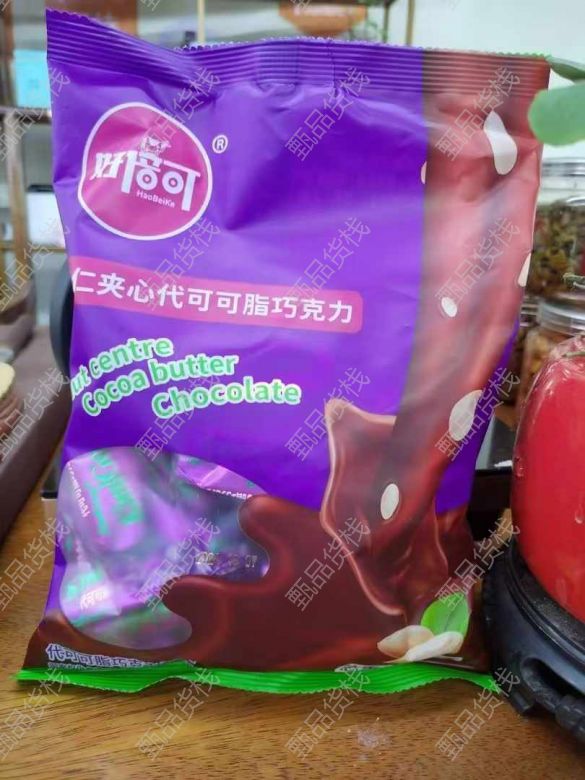 好倍可
HaoBeiKe
®
仁夹心代可可脂巧克力
ut centre
Cocoa butter
Chocolate
代可可脂巧克
甄品货栈